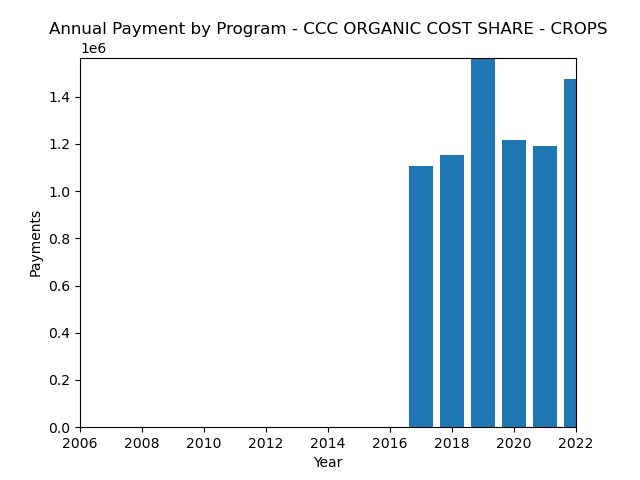 Annual Payment by Program - CCC ORGANIC COST SHARE - CROPS
1e6
1.4
1.2
1.0
0.8
0.6
0.4
0.2
0.0
Payments
2006 2008 2010 2012 2014 2016 2018 2020 2022
Year